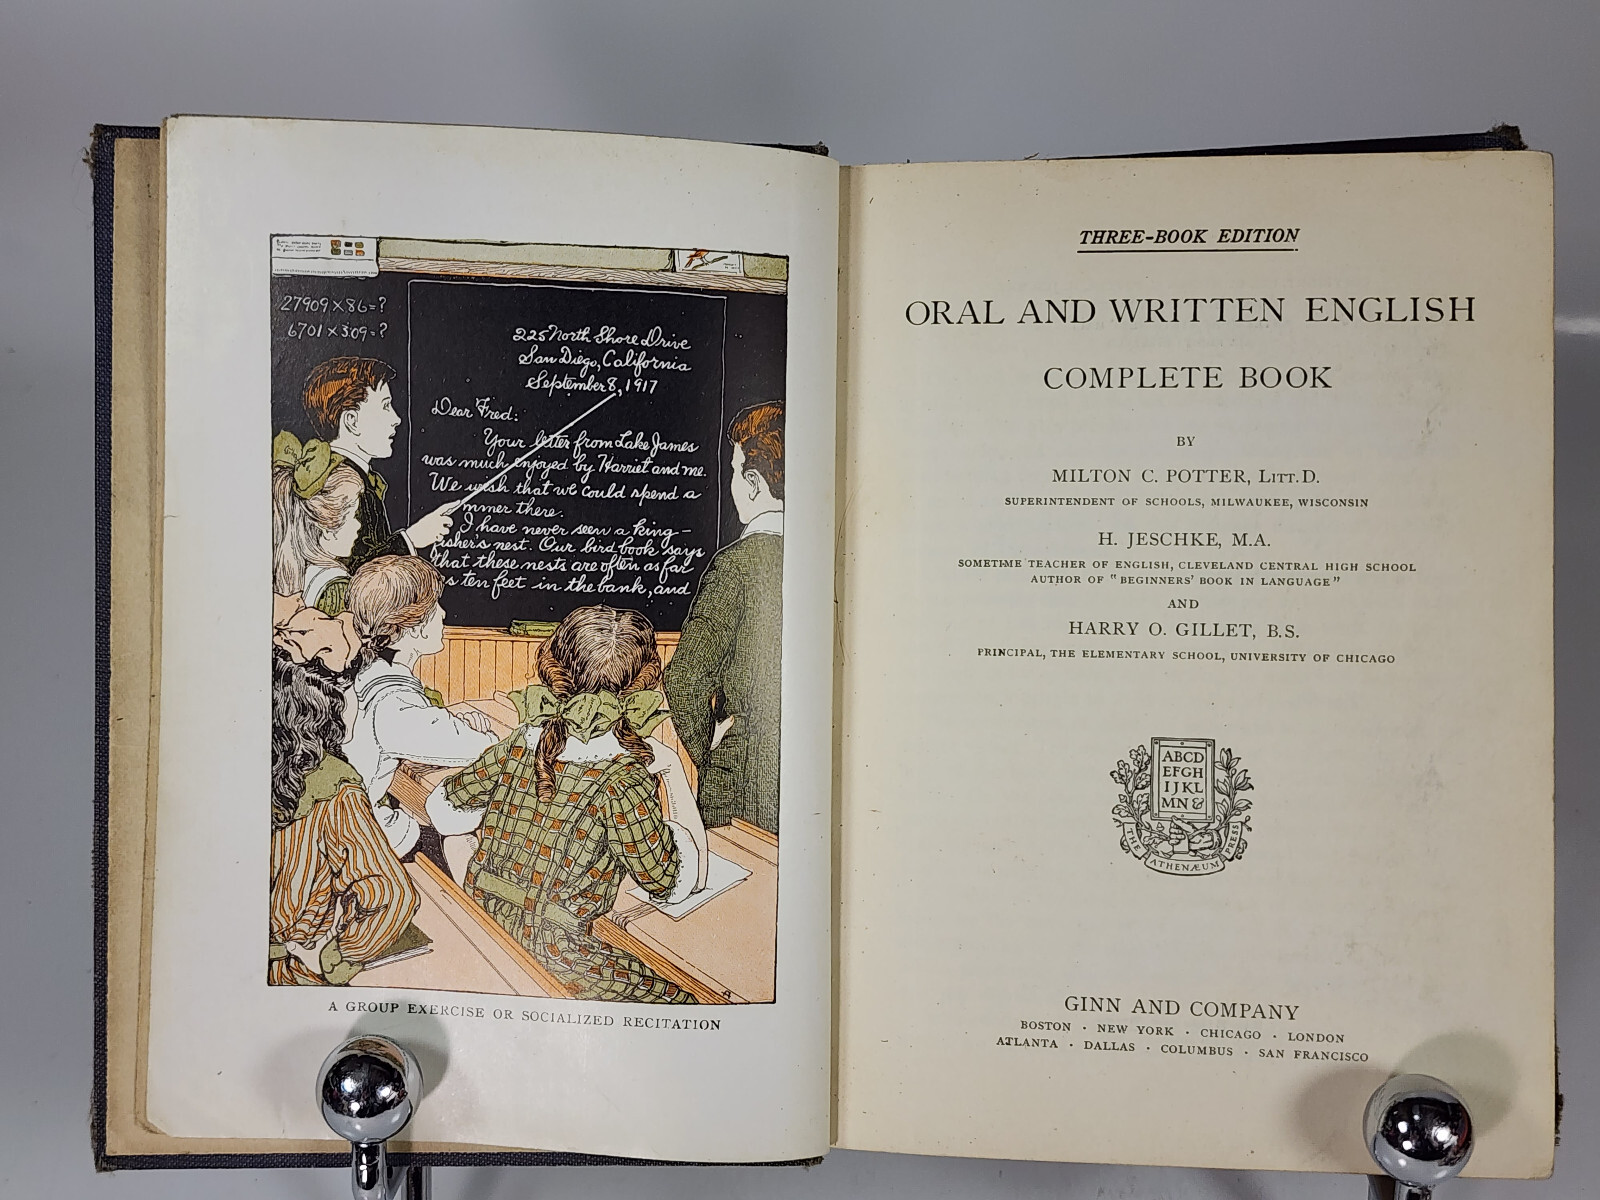 27909×86=?
6701×309=?
225 North Shore Drive
San Diego, California
September 8, 1917
Dear Fred:
Your letter from Lake James
was much enjoyed by Harriet and me.
We wish that we could spend a
mmer there.
I have never seen a king-
fisher's nest. Our bird book says
that these nests are often as far
as ten feet in the bank, and
A GROUP EXERCISE OR SOCIALIZED RECITATION
THREE-BOOK EDITION
ORAL AND WRITTEN ENGLISH
COMPLETE BOOK
BY
MILTON C. POTTER, LITT.D.
SUPERINTENDENT OF SCHOOLS, MILWAUKEE, WISCONSIN
H. JESCHKE, M.A.
SOMETIME TEACHER OF ENGLISH, CLEVELAND CENTRAL HIGH SCHOOL
AUTHOR OF "BEGINNERS' BOOK IN LANGUAGE"
AND
HARRY O. GILLET, B.S.
PRINCIPAL, THE ELEMENTARY SCHOOL, UNIVERSITY OF CHICAGO
ABCD
EFGH
IJKL
MN&
THE ATHENÆUM PRESS
GINN AND COMPANY
BOSTON · NEW YORK · CHICAGO · LONDON
ATLANTA · DALLAS · COLUMBUS · SAN FRANCISCO